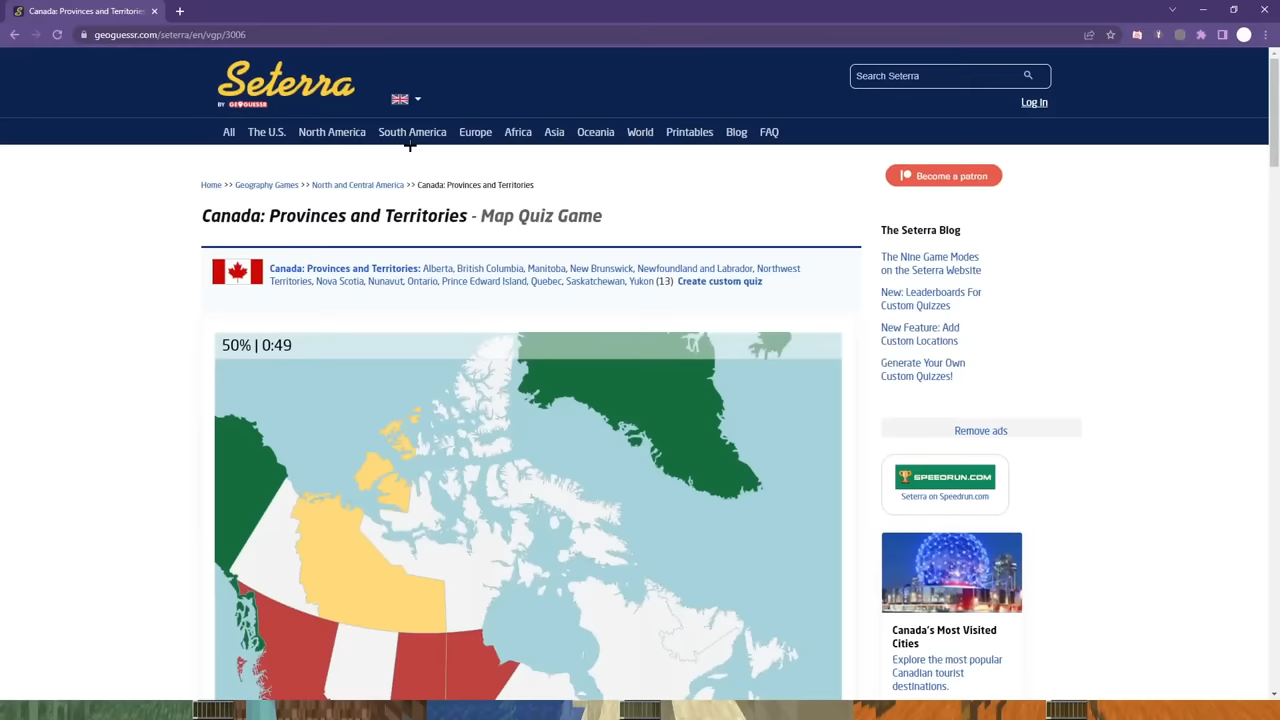 Canada: Provinces and Territories
geoguessr.com/seterra/en/vgp/3006
Seterra
BY GEOGUESSR
Search Seterra
Log in
All The U.S. North America South America Europe Africa Asia Oceania World Printables Blog FAQ
Home >> Geography Games >> North and Central America >> Canada: Provinces and Territories
Become a patron
Canada: Provinces and Territories - Map Quiz Game
The Seterra Blog
Canada: Provinces and Territories: Alberta, British Columbia, Manitoba, New Brunswick, Newfoundland and Labrador, Northwest
Territories, Nova Scotia, Nunavut, Ontario, Prince Edward Island, Quebec, Saskatchewan, Yukon (13) Create custom quiz
The Nine Game Modes
on the Seterra Website
New: Leaderboards For
Custom Quizzes
New Feature: Add
Custom Locations
Generate Your Own
Custom Quizzes!
50% | 0:49
Remove ads
SPEEDRUN.COM
Seterra on Speedrun.com
Canada's Most Visited
Cities
Explore the most popular
Canadian tourist
destinations.